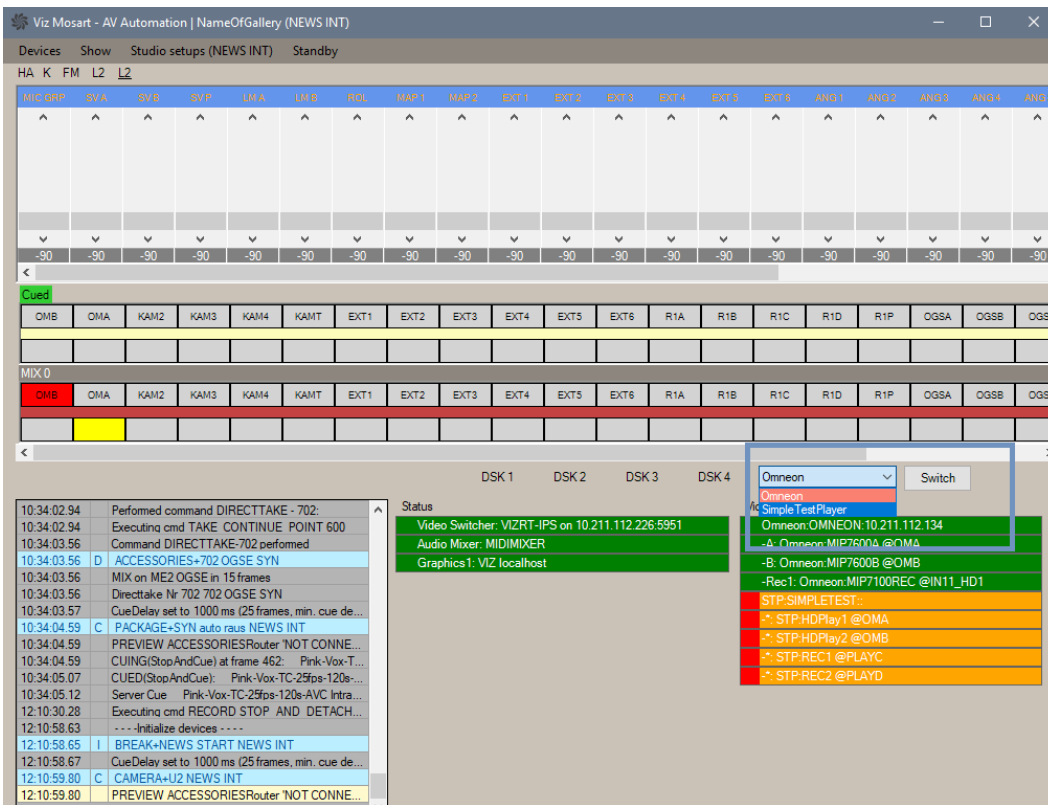 Viz Mosart - AV Automation | NameOfGallery (NEWS INT)
Devices Show Studio setups (NEWS INT) Standby
HA K FM L2 L2
MIC GRP SV A SV B SV P LM A LM B ROL MAP 1 MAP 2 EXT 1 EXT 2 EXT 3 EXT 4 EXT 5 EXT 6 ANG 1 ANG 2 ANG 3 ANG 4 ANG
-90 -90 -90 -90 -90 -90 -90 -90 -90 -90 -90 -90 -90 -90 -90 -90 -90 -90 -90 -90
Cued
OMB OMA KAM2 KAM3 KAM4 KAMT EXT1 EXT2 EXT3 EXT4 EXT5 EXT6 R1A R1B R1C R1D R1P OGSA OGSB OGS
MIX 0
OMB OMA KAM2 KAM3 KAM4 KAMT EXT1 EXT2 EXT3 EXT4 EXT5 EXT6 R1A R1B R1C R1D R1P OGSA OGSB OGS
DSK 1 DSK 2 DSK 3 DSK 4 Omneon Switch
Omneon
SimpleTestPlayer
10:34:02.94 Performed command DIRECTTAKE - 702:
10:34:02.94 Executing cmd TAKE CONTINUE POINT 600
10:34:03.56 Command DIRECTTAKE-702 performed
10:34:03.56 D ACCESSORIES+702 OGSE SYN
10:34:03.56 MIX on ME2 OGSE in 15 frames
10:34:03.56 Directtake Nr 702 702 OGSE SYN
10:34:03.57 CueDelay set to 1000 ms (25 frames, min. cue de...
10:34:04.59 C PACKAGE+SYN auto raus NEWS INT
10:34:04.59 PREVIEW ACCESSORIESRouter 'NOT CONNE...
10:34:04.59 CUING(StopAndCue) at frame 462: Pink-Vox-T...
10:34:05.07 CUED(StopAndCue): Pink-Vox-TC-25fps-120s-...
10:34:05.12 Server Cue Pink-Vox-TC-25fps-120s-AVC Intra...
12:10:30.28 Executing cmd RECORD STOP AND DETACH...
12:10:58.63 ----Initialize devices ----
12:10:58.65 I BREAK+NEWS START NEWS INT
12:10:58.67 CueDelay set to 1000 ms (25 frames, min. cue de...
12:10:59.80 C CAMERA+U2 NEWS INT
12:10:59.80 PREVIEW ACCESSORIESRouter 'NOT CONNE...
Status
Video Switcher: VIZRT-IPS on 10.211.112.226:5951
Audio Mixer: MIDIMIXER
Graphics1: VIZ localhost
Omneon:OMNEON:10.211.112.134
-A: Omneon:MIP7600A @OMA
-B: Omneon:MIP7600B @OMB
-Rec1: Omneon:MIP7100REC @IN11_HD1
STP:SIMPLETEST::
-*: STP:HDPlay1 @OMA
-*: STP:HDPlay2 @OMB
-*: STP:REC1 @PLAYC
-*: STP:REC2 @PLAYD